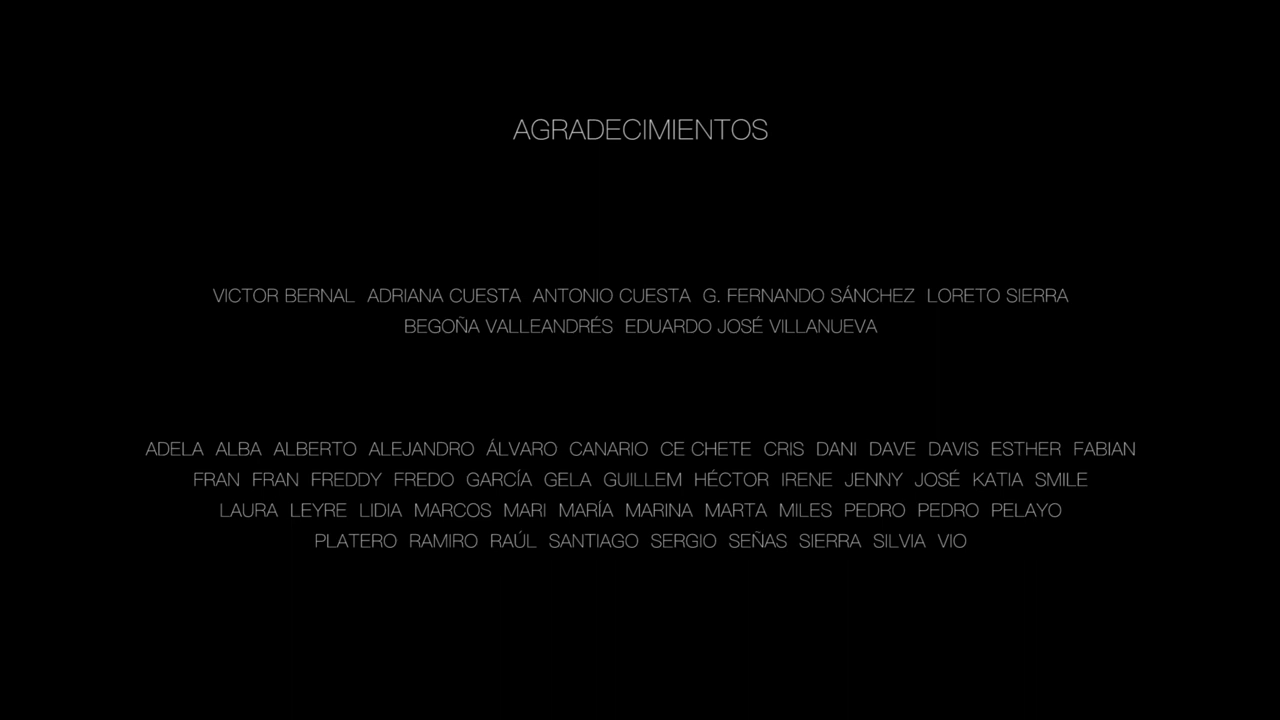 AGRADECIMIENTOS
VICTOR BERNAL ADRIANA CUESTA ANTONIO CUESTA G. FERNANDO SÁNCHEZ LORETO SIERRA
BEGOÑA VALLEANDRÉS EDUARDO JOSÉ VILLANUEVA
ADELA ALBA ALBERTO ALEJANDRO ÁLVARO CANARIO CE CHETE CRIS DANI DAVE DAVIS ESTHER FABIAN
FRAN FRAN FREDDY FREDO GARCÍA GELA GUILLEM HÉCTOR IRENE JENNY JOSÉ KATIA SMILE
LAURA LEYRE LIDIA MARCOS MARI MARÍA MARINA MARTA MILES PEDRO PEDRO PELAYO
PLATERO RAMIRO RAÚL SANTIAGO SERGIO SEÑAS SIERRA SILVIA VIO